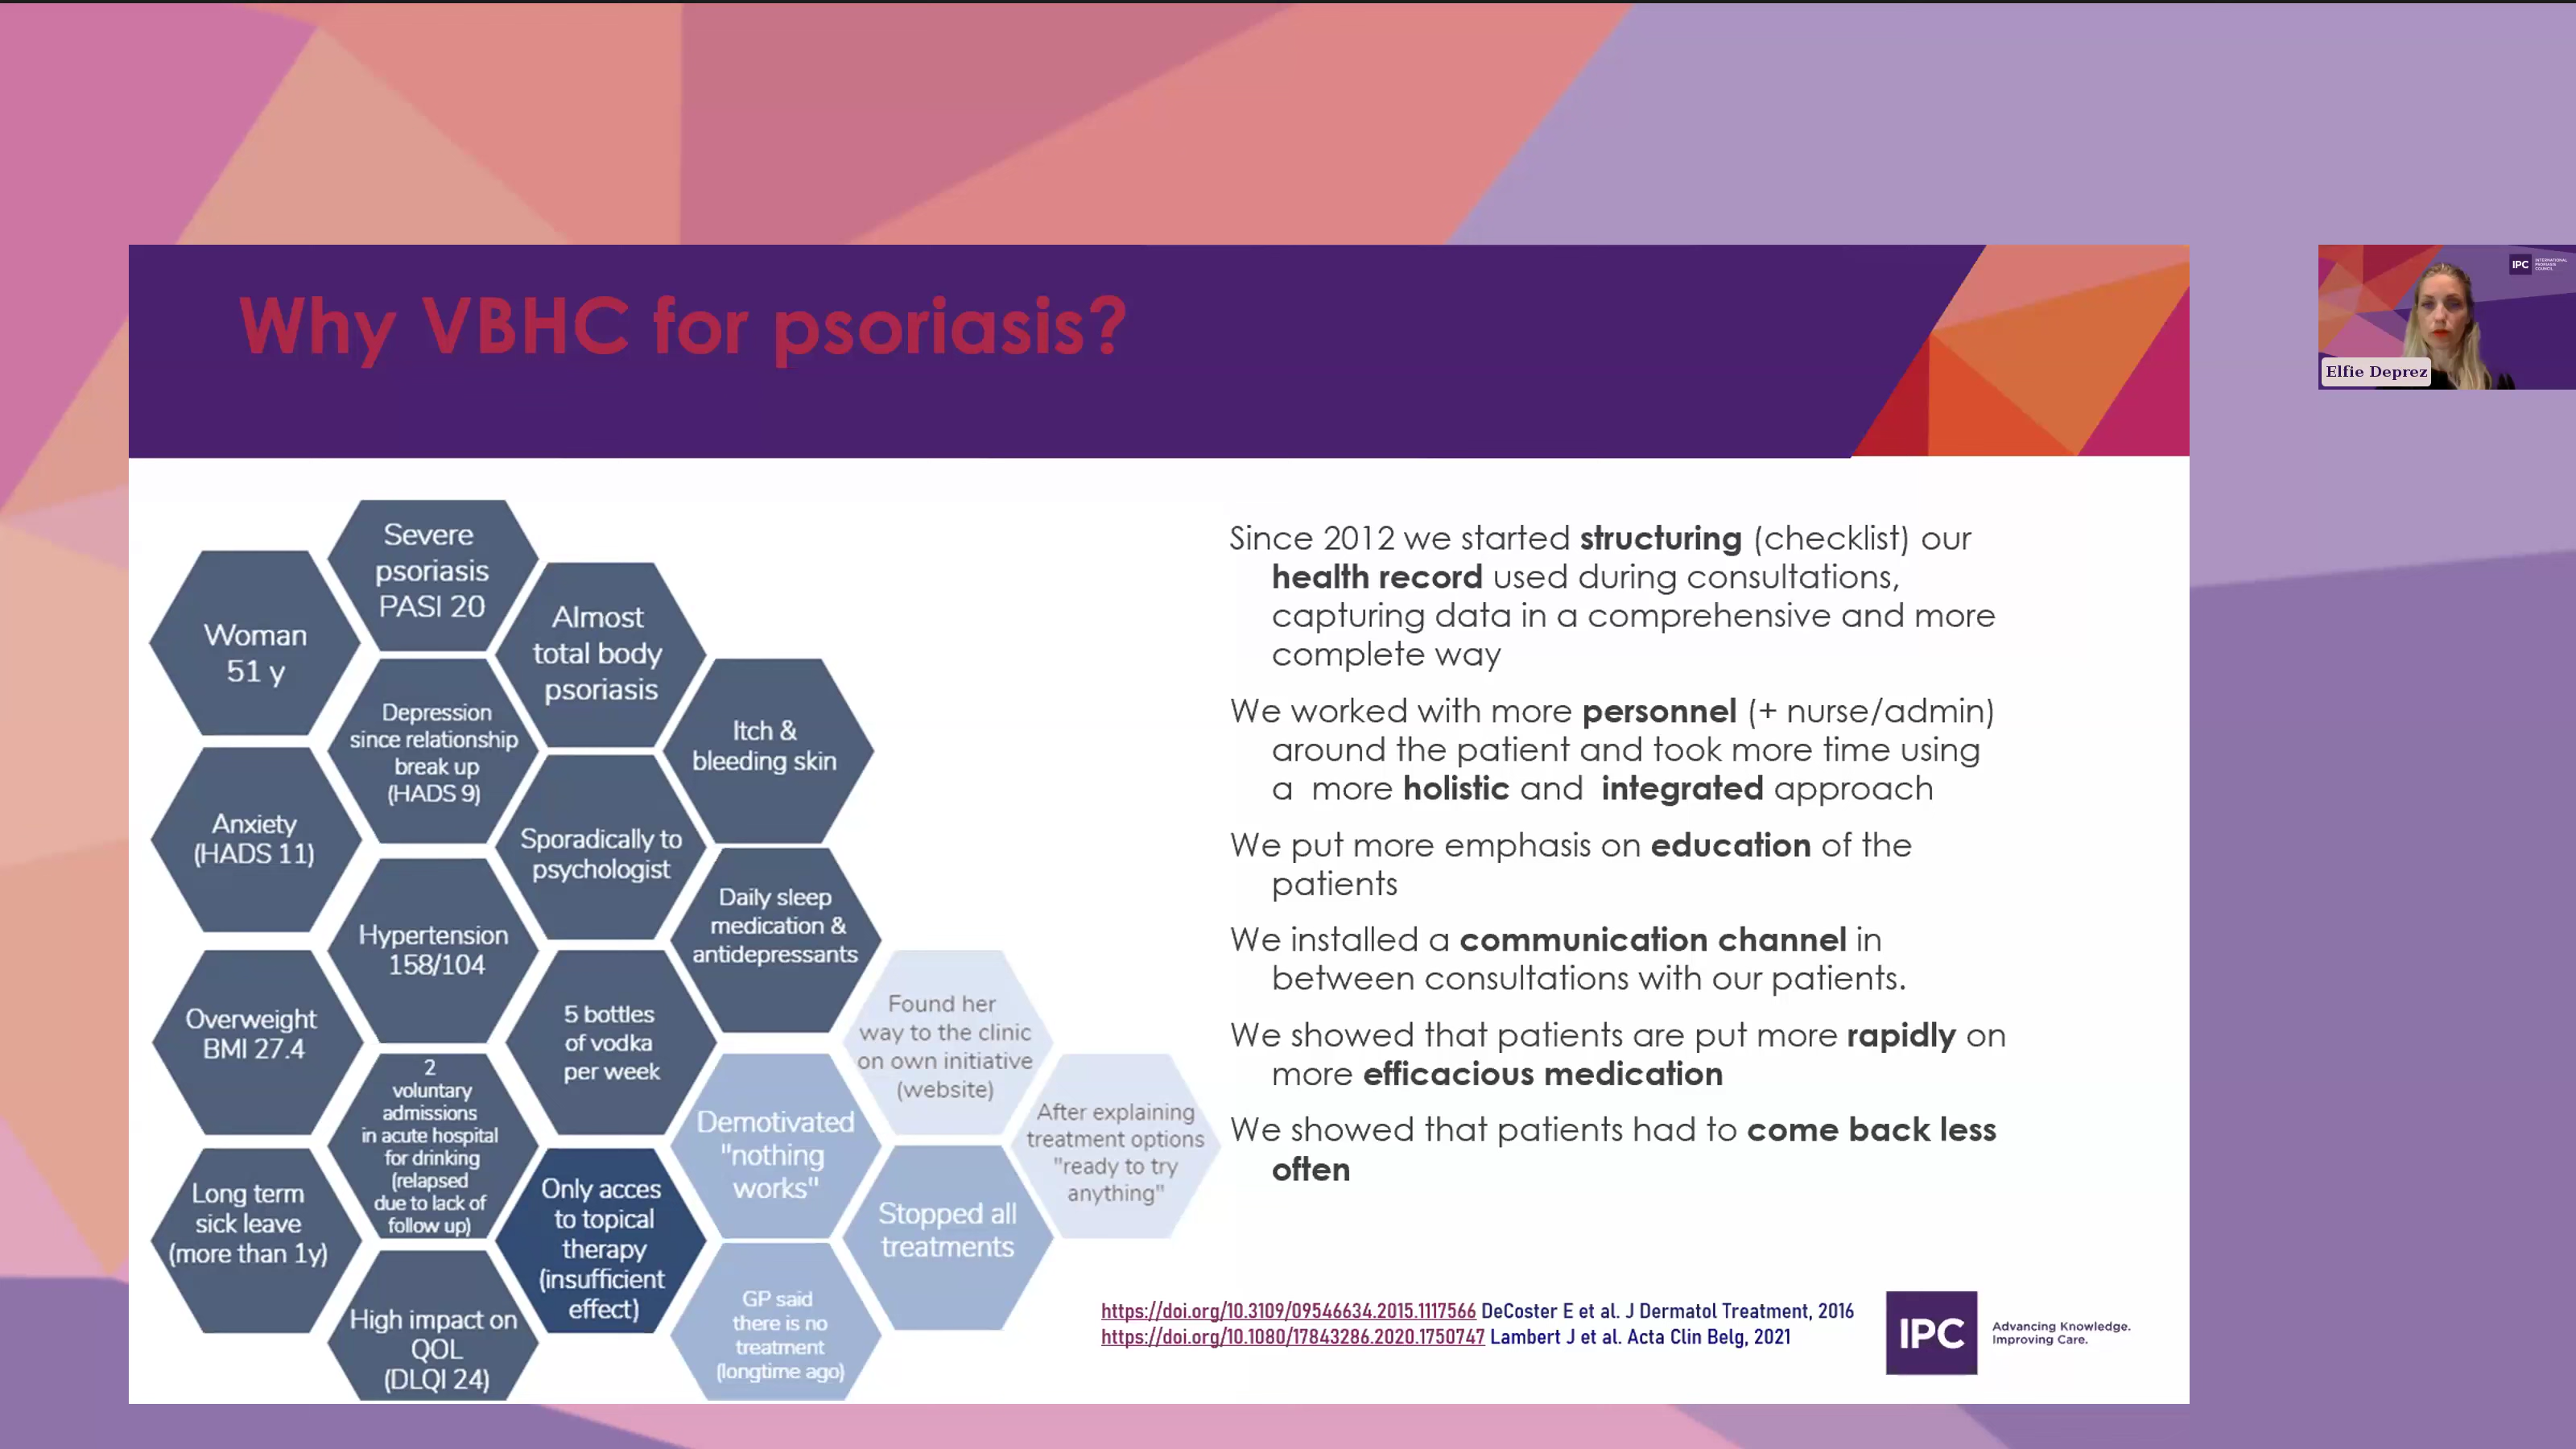 Why VBHC for psoriasis?
IPC
INTERNATIONAL
PSORIASIS
COUNCIL
Elfie Deprez
Severe
psoriasis
PASI 20
Woman
51 y
Almost
total body
psoriasis
Itch &
bleeding skin
Depression
since relationship
break up
(HADS 9)
Anxiety
(HADS 11)
Sporadically to
psychologist
Daily sleep
medication &
antidepressants
Hypertension
158/104
Overweight
BMI 27.4
5 bottles
of vodka
per week
Found her
way to the clinic
on own initiative
(website)
2
voluntary
admissions
in acute hospital
for drinking
(relapsed
due to lack of
follow up)
Demotivated
"nothing
works"
After explaining
treatment options
"ready to try
anything"
Long term
sick leave
(more than 1y)
Only acces
to topical
therapy
(insufficient
effect)
Stopped all
treatments
High impact on
QOL
(DLQI 24)
GP said
there is no
treatment
(longtime ago)
Since 2012 we started structuring (checklist) our
health record used during consultations,
capturing data in a comprehensive and more
complete way
We worked with more personnel (+ nurse/admin)
around the patient and took more time using
a more holistic and integrated approach
We put more emphasis on education of the
patients
We installed a communication channel in
between consultations with our patients.
We showed that patients are put more rapidly on
more efficacious medication
We showed that patients had to come back less
often
https://doi.org/10.3109/09546634.2015.1117566 DeCoster E et al. J Dermatol Treatment, 2016
https://doi.org/10.1080/17843286.2020.1750747 Lambert J et al. Acta Clin Belg, 2021
IPC
Advancing Knowledge.
Improving Care.